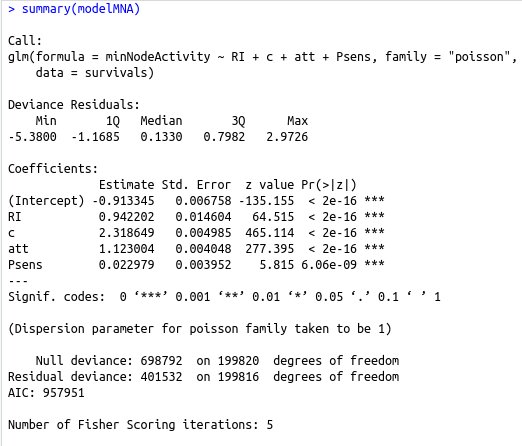 > summary(modelMNA)
Call:
glm(formula = minNodeActivity ~ RI + c + att + Psens, family = "poisson",
    data = survivals)
Deviance Residuals:
    Min       1Q   Median       3Q      Max
-5.3800  -1.1685   0.1330   0.7982   2.9726
Coefficients:
             Estimate Std. Error  z value Pr(>|z|)
(Intercept) -0.913345   0.006758 -135.155  < 2e-16 ***
RI           0.942202   0.014604   64.515  < 2e-16 ***
c            2.318649   0.004985  465.114  < 2e-16 ***
att          1.123004   0.004048  277.395  < 2e-16 ***
Psens        0.022979   0.003952    5.815 6.06e-09 ***
---
Signif. codes:  0 ‘***’ 0.001 ‘**’ 0.01 ‘*’ 0.05 ‘.’ 0.1 ‘ ’ 1
(Dispersion parameter for poisson family taken to be 1)
    Null deviance: 698792  on 199820  degrees of freedom
Residual deviance: 401532  on 199816  degrees of freedom
AIC: 957951
Number of Fisher Scoring iterations: 5